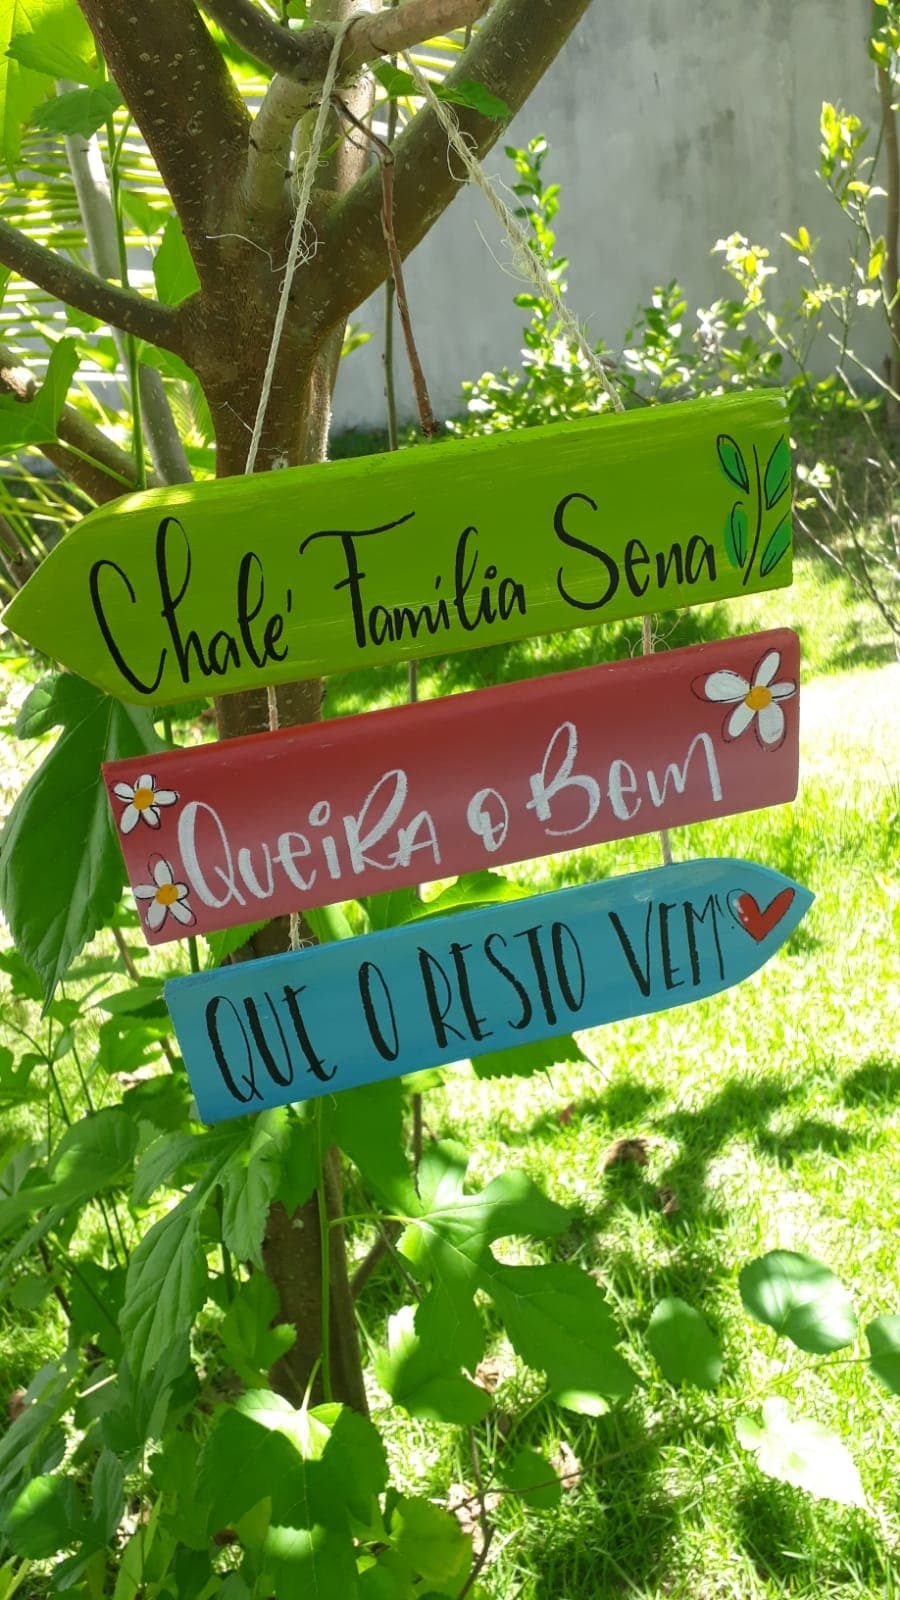 Chalé Família Sena
QUEIRA O BEM
QUE O RESTO VEM